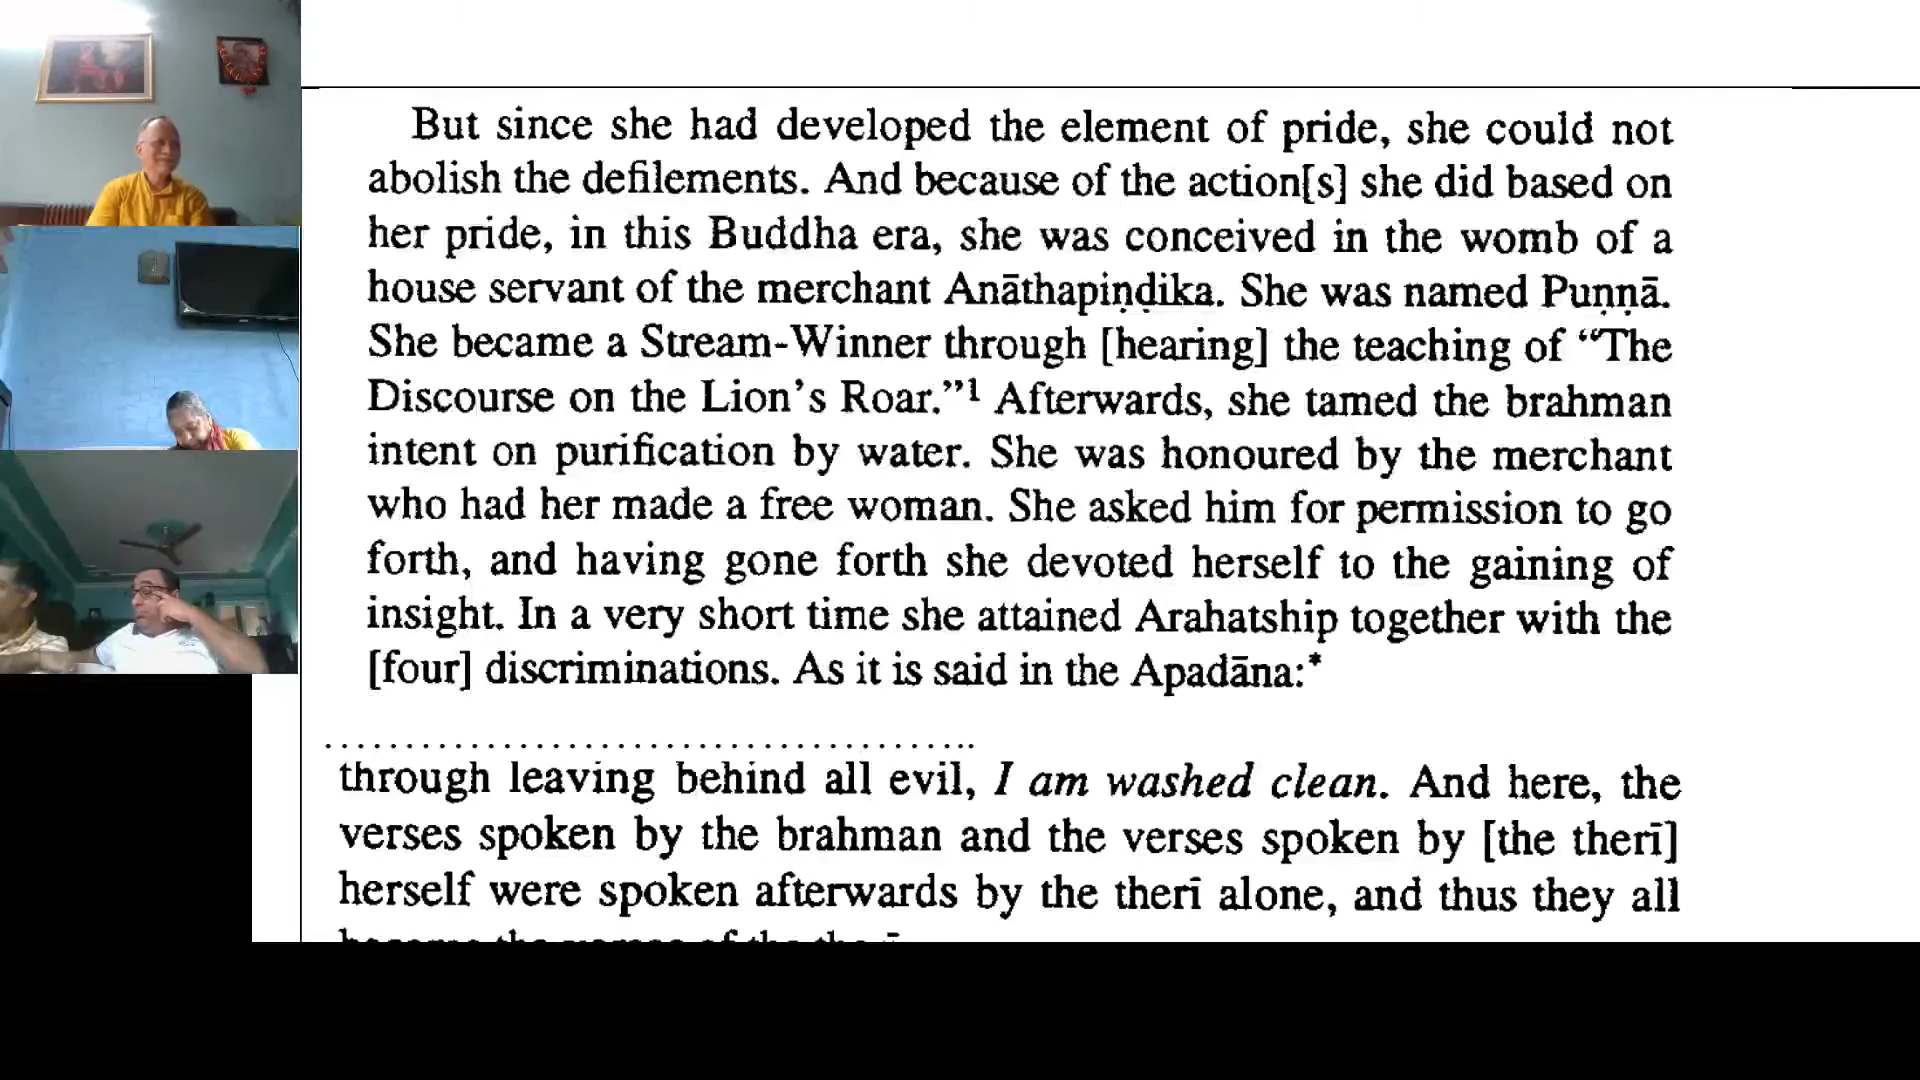 But since she had developed the element of pride, she could not
abolish the defilements. And because of the action[s] she did based on
her pride, in this Buddha era, she was conceived in the womb of a
house servant of the merchant Anāthapiṇḍika. She was named Puṇṇā.
She became a Stream-Winner through [hearing] the teaching of “The
Discourse on the Lion’s Roar.”¹ Afterwards, she tamed the brahman
intent on purification by water. She was honoured by the merchant
who had her made a free woman. She asked him for permission to go
forth, and having gone forth she devoted herself to the gaining of
insight. In a very short time she attained Arahatship together with the
[four] discriminations. As it is said in the Apadāna:*
through leaving behind all evil, I am washed clean. And here, the
verses spoken by the brahman and the verses spoken by [the therī]
herself were spoken afterwards by the therī alone, and thus they all